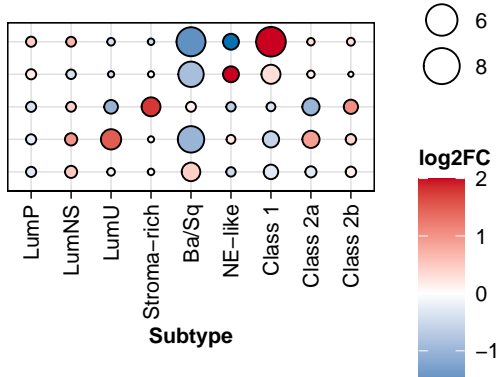 6
8
log2FC
2
1
0
−1
LumP
LumNS
LumU
Stroma−rich
Ba/Sq
NE−like
Class 1
Class 2a
Class 2b
Subtype